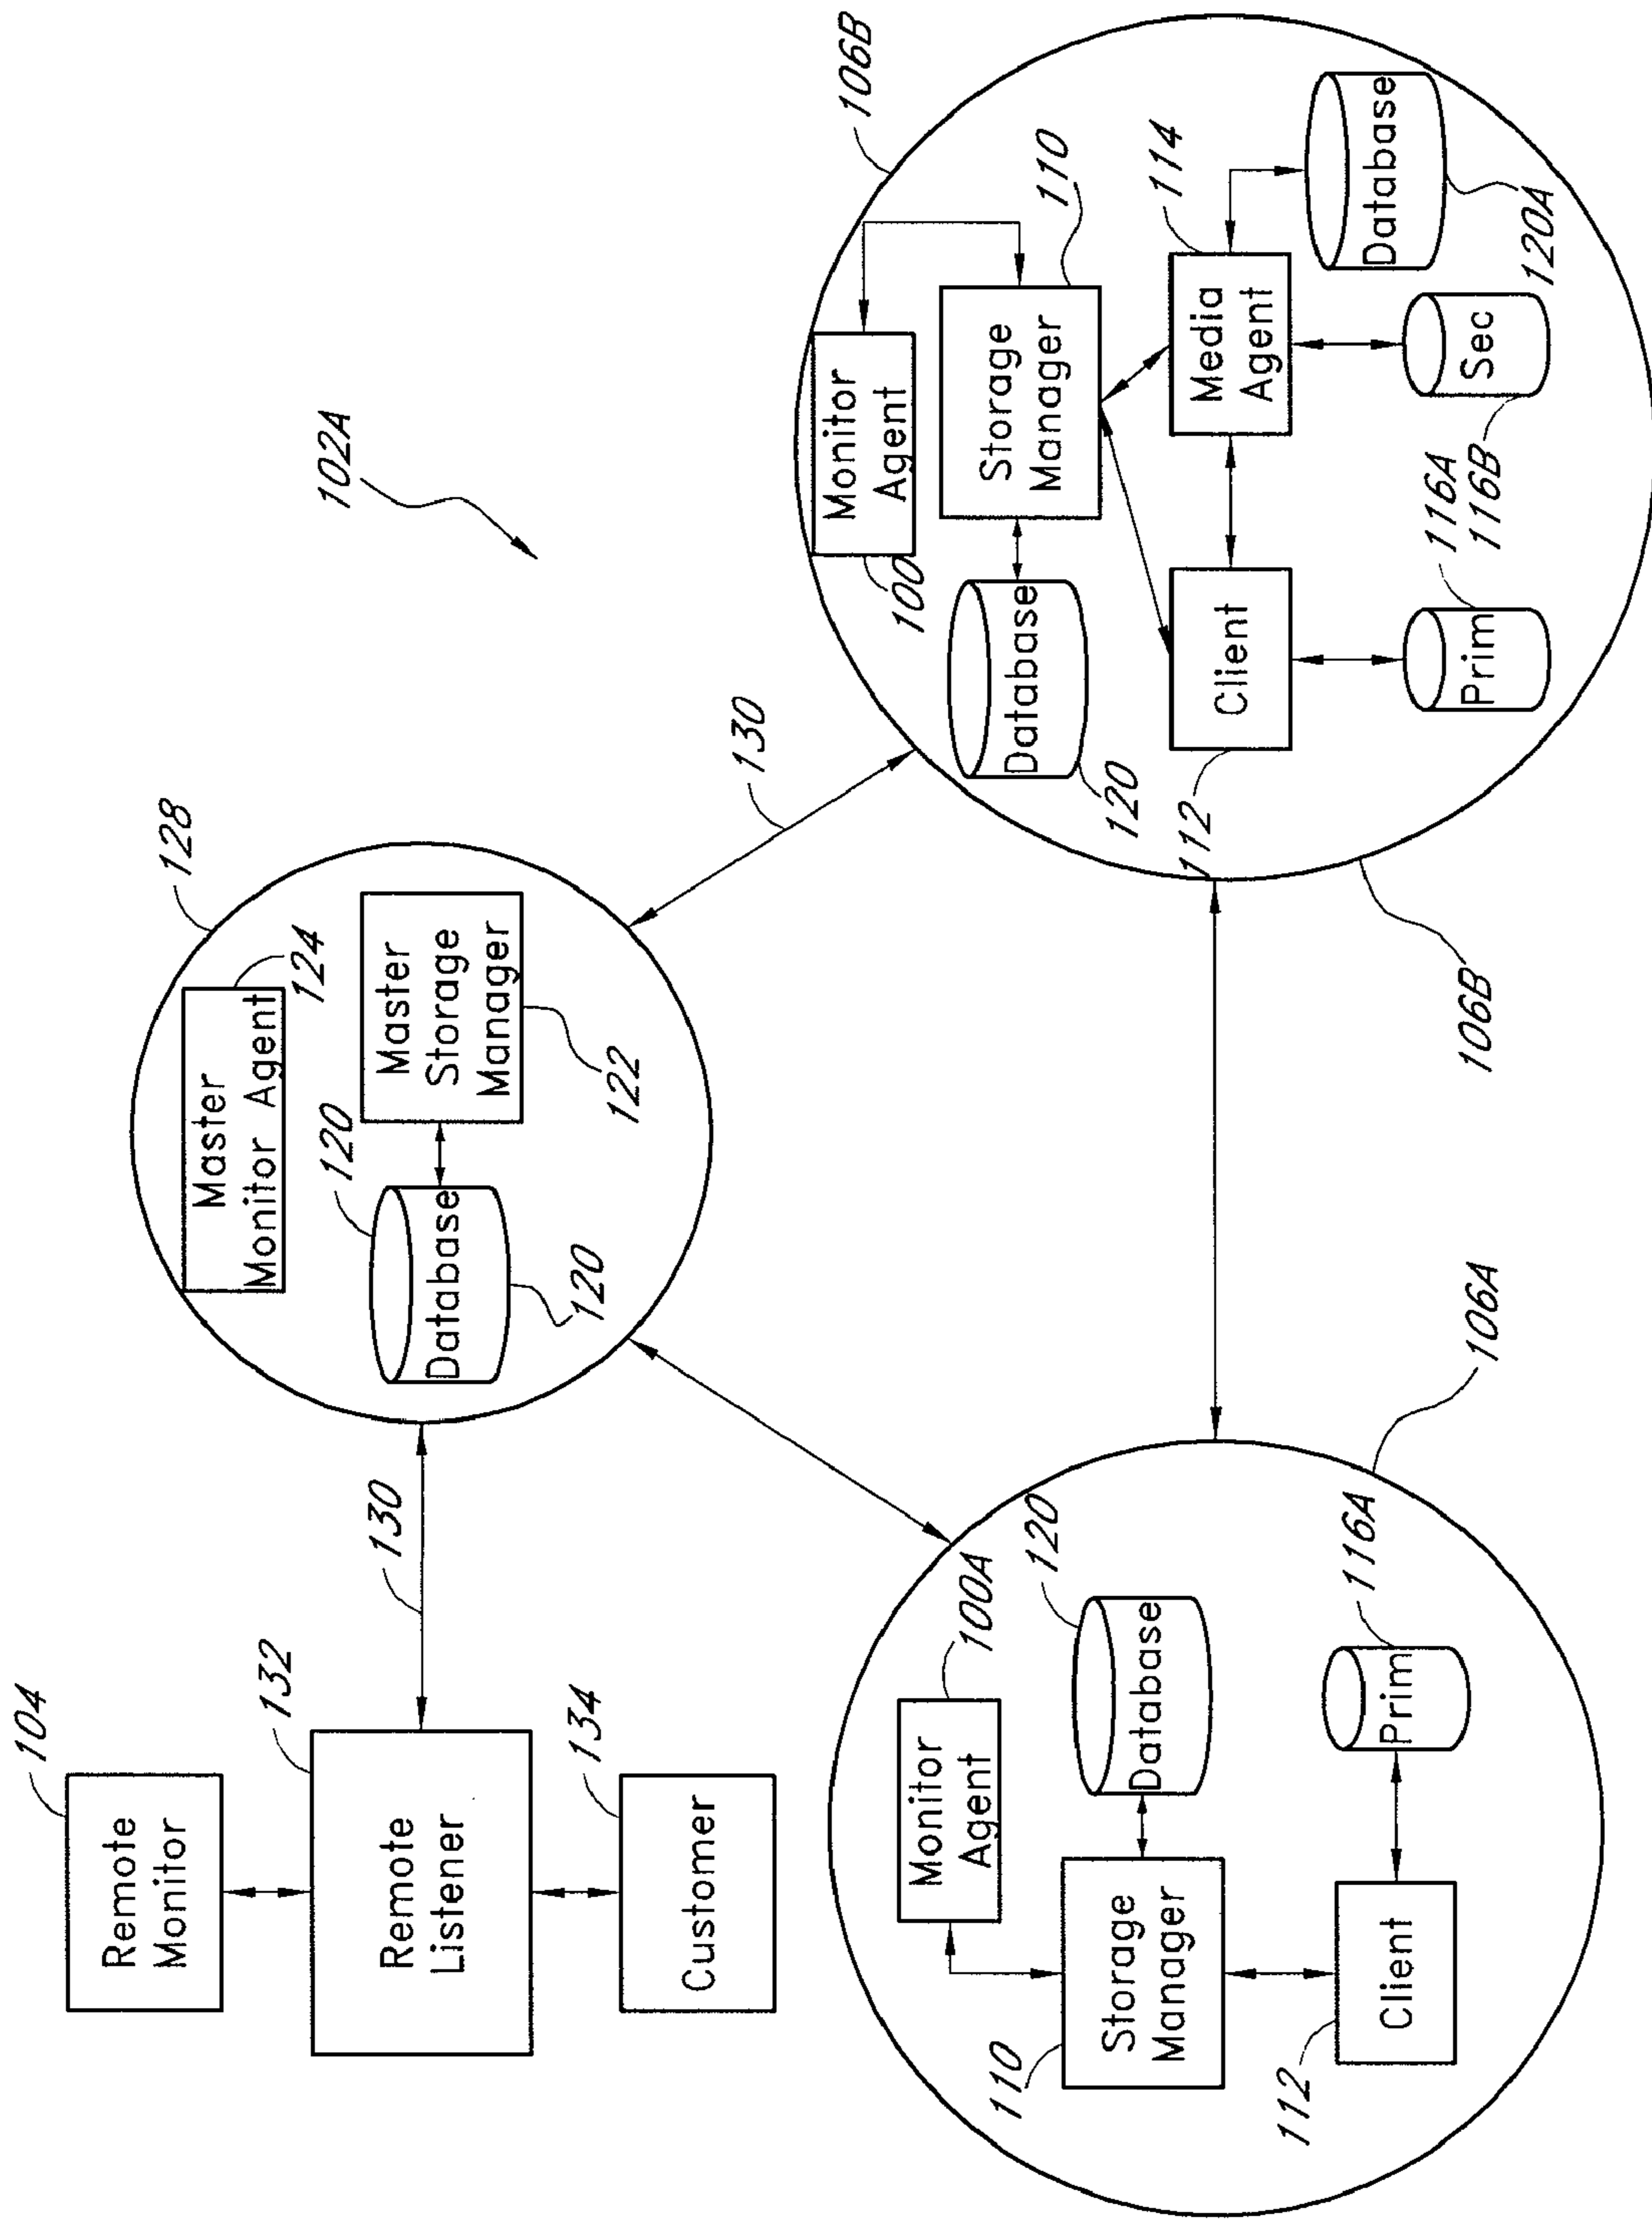 104
Remote
Monitor
132
Remote
Listener
134
Customer
130
128
Master
Monitor Agent
124
120
Database
120
Master
Storage
Manager
122
102A
130
106A
Monitor
Agent
100A
110
Storage
Manager
120
Database
112
Client
116A
Prim
106B
106B
Monitor
Agent
100
Database
120
Storage
Manager
110
112
Client
Media
Agent
114
Prim
116A
116B
Sec
Database
120A